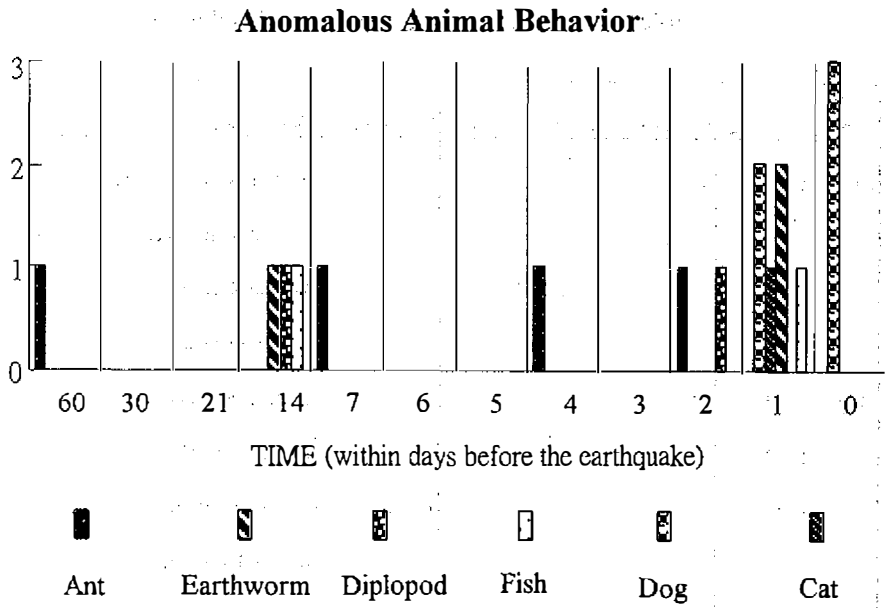 Anomalous Animal Behavior
3
2
1
0
60 30 21 14 7 6 5 4 3 2 1 0
TIME (within days before the earthquake)
Ant Earthworm Diplopod Fish Dog Cat